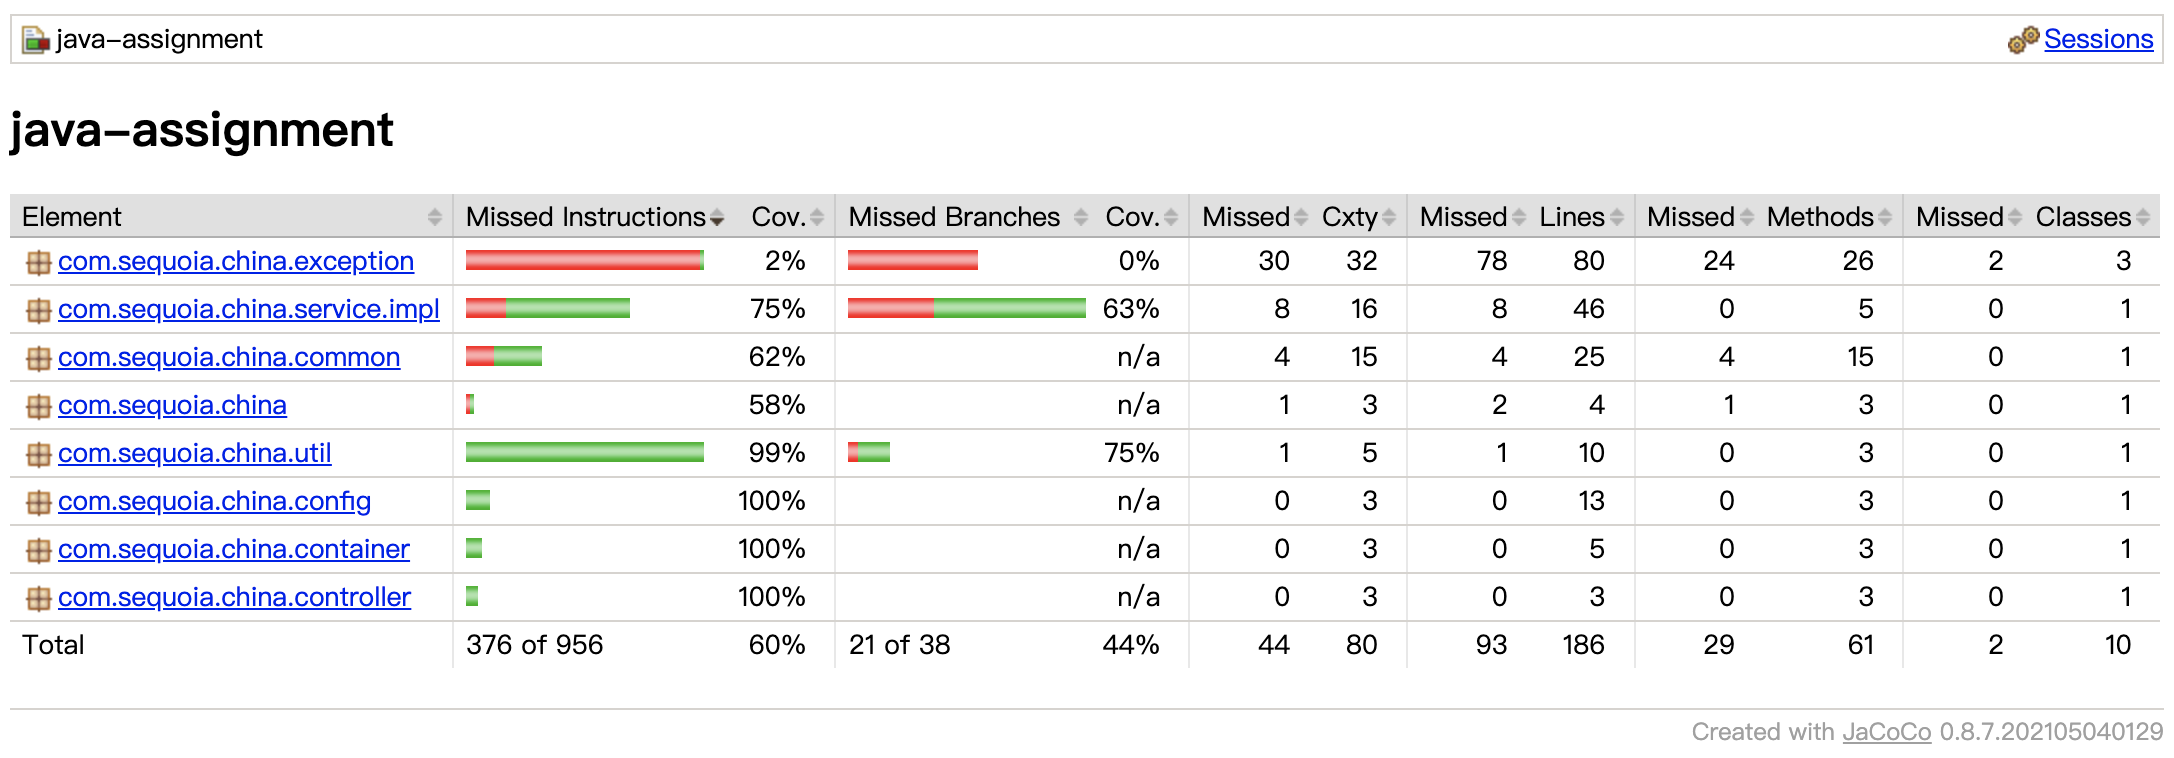 java-assignment Sessions
java-assignment
Element Missed Instructions Cov. Missed Branches Cov. Missed Cxty Missed Lines Missed Methods Missed Classes
com.sequoia.china.exception 2% 0% 30 32 78 80 24 26 2 3
com.sequoia.china.service.impl 75% 63% 8 16 8 46 0 5 0 1
com.sequoia.china.common 62% n/a 4 15 4 25 4 15 0 1
com.sequoia.china 58% n/a 1 3 2 4 1 3 0 1
com.sequoia.china.util 99% 75% 1 5 1 10 0 3 0 1
com.sequoia.china.config 100% n/a 0 3 0 13 0 3 0 1
com.sequoia.china.container 100% n/a 0 3 0 5 0 3 0 1
com.sequoia.china.controller 100% n/a 0 3 0 3 0 3 0 1
Total 376 of 956 60% 21 of 38 44% 44 80 93 186 29 61 2 10
Created with JaCoCo 0.8.7.202105040129